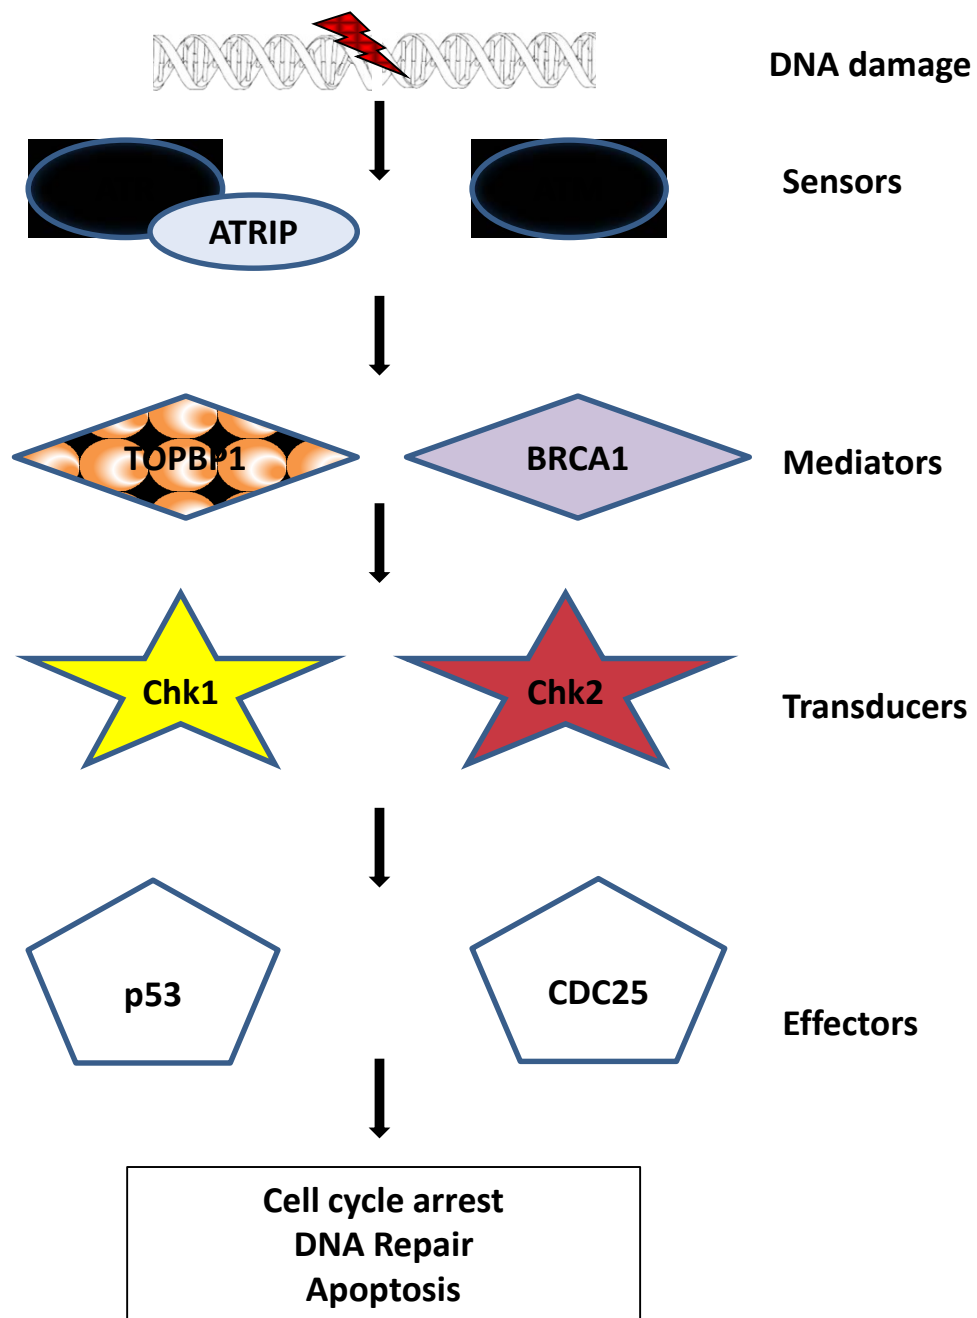 DNA damage
Sensors
ATRIP
TOPBP1
BRCA1
Mediators
Chk1
Chk2
Transducers
p53
CDC25
Effectors
Cell cycle arrest
DNA Repair
Apoptosis